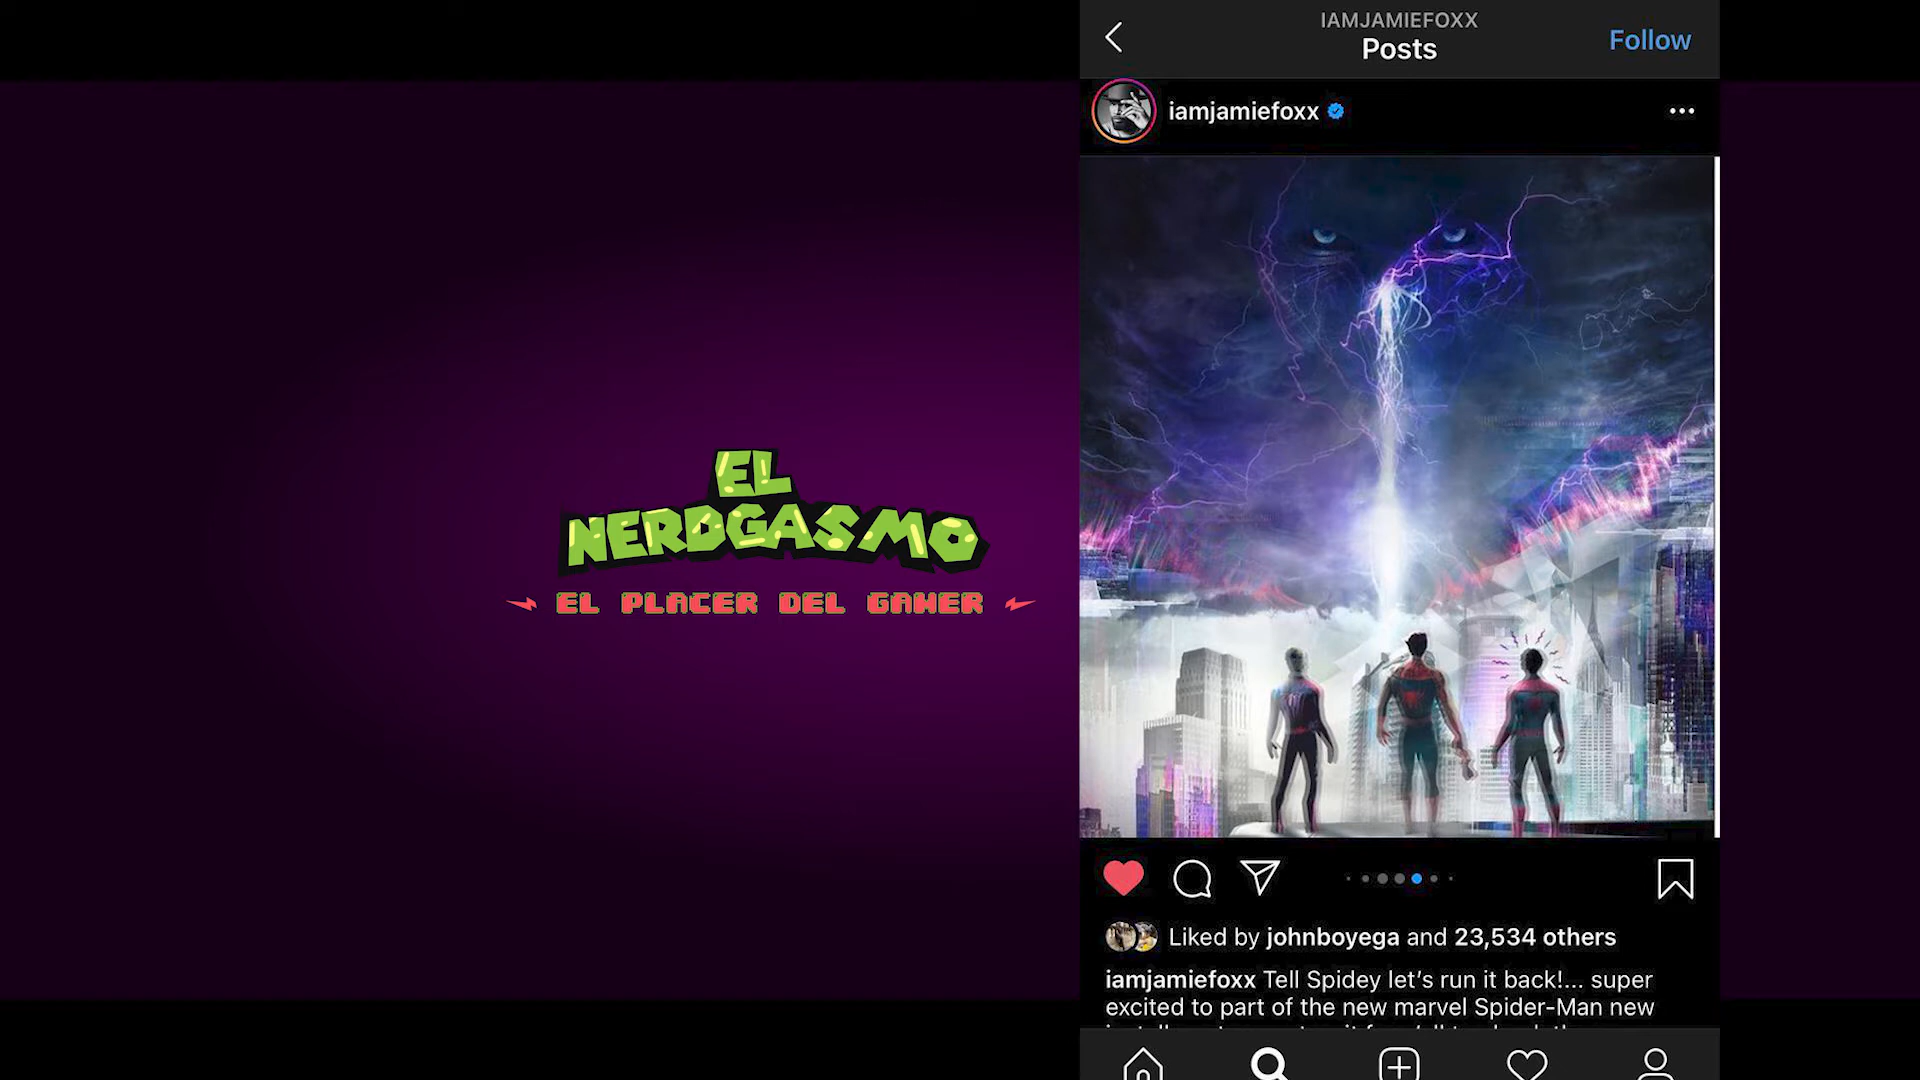 EL
NERDGASMO
EL PLACER DEL GAMER
IAMJAMIEFOXX
Posts
Follow
iamjamiefoxx
Liked by johnboyega and 23,534 others
iamjamiefoxx Tell Spidey let's run it back!... super
excited to part of the new marvel Spider-Man new